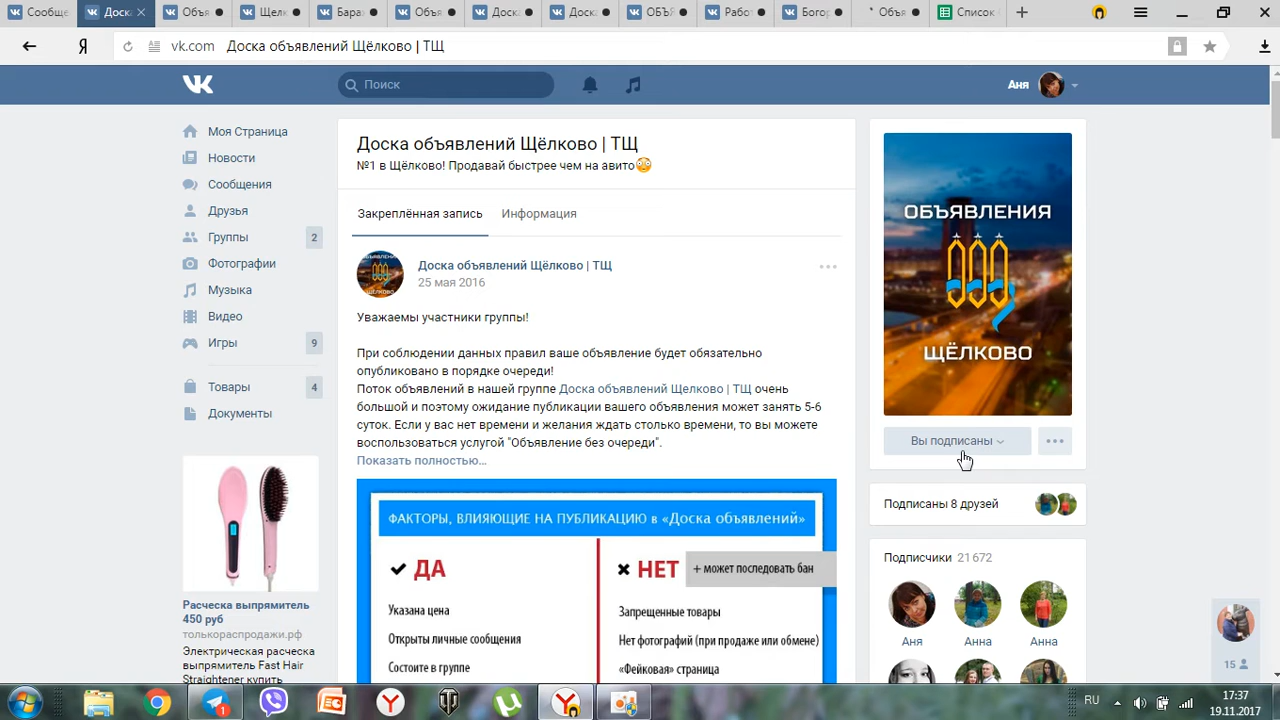 Сообще
Доск
Объя
Щелк
Бара
Объя
Доск
Доска
ОБЪЯ
Рабо
Богор
* Объя
Список
vk.com Доска объявлений Щёлково | ТЩ
Поиск
Аня
Моя Страница
Новости
Сообщения
Друзья
Группы 2
Фотографии
Музыка
Видео
Игры 9
Товары 4
Документы
Расческа выпрямитель
450 руб
толькораспродажи.рф
Электрическая расческа
выпрямитель Fast Hair
Straightener купить
Доска объявлений Щёлково | ТЩ
№1 в Щёлково! Продавай быстрее чем на авито
Закреплённая запись Информация
Доска объявлений Щёлково | ТЩ
25 мая 2016
Уважаемы участники группы!
При соблюдении данных правил ваше объявление будет обязательно
опубликовано в порядке очереди!
Поток объявлений в нашей группе Доска объявлений Щелково | ТЩ очень
большой и поэтому ожидание публикации вашего объявления может занять 5-6
суток. Если у вас нет времени и желания ждать столько времени, то вы можете
воспользоваться услугой "Объявление без очереди".
Показать полностью...
ФАКТОРЫ, ВЛИЯЮЩИЕ НА ПУБЛИКАЦИЮ в «Доска объявлений»
ДА
Указана цена
Открыты личные сообщения
Состоите в группе
НЕТ + может последовать бан
Запрещенные товары
Нет фотографий (при продаже или обмене)
«Фейковая» страница
ОБЪЯВЛЕНИЯ
ЩЁЛКОВО
Вы подписаны
Подписаны 8 друзей
Подписчики 21 672
Аня Анна Анна
15
RU
17:37
19.11.2017